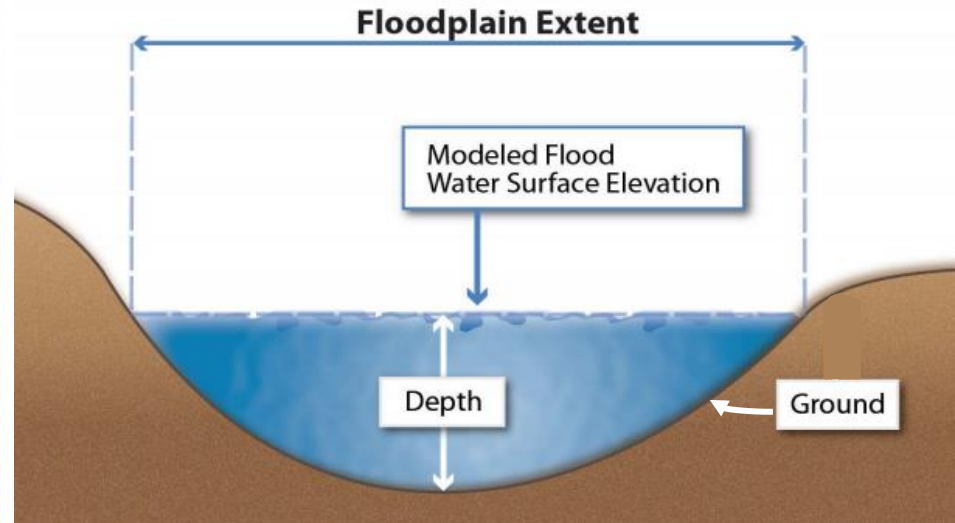 Floodplain Extent
Modeled Flood
Water Surface Elevation
Depth
Ground